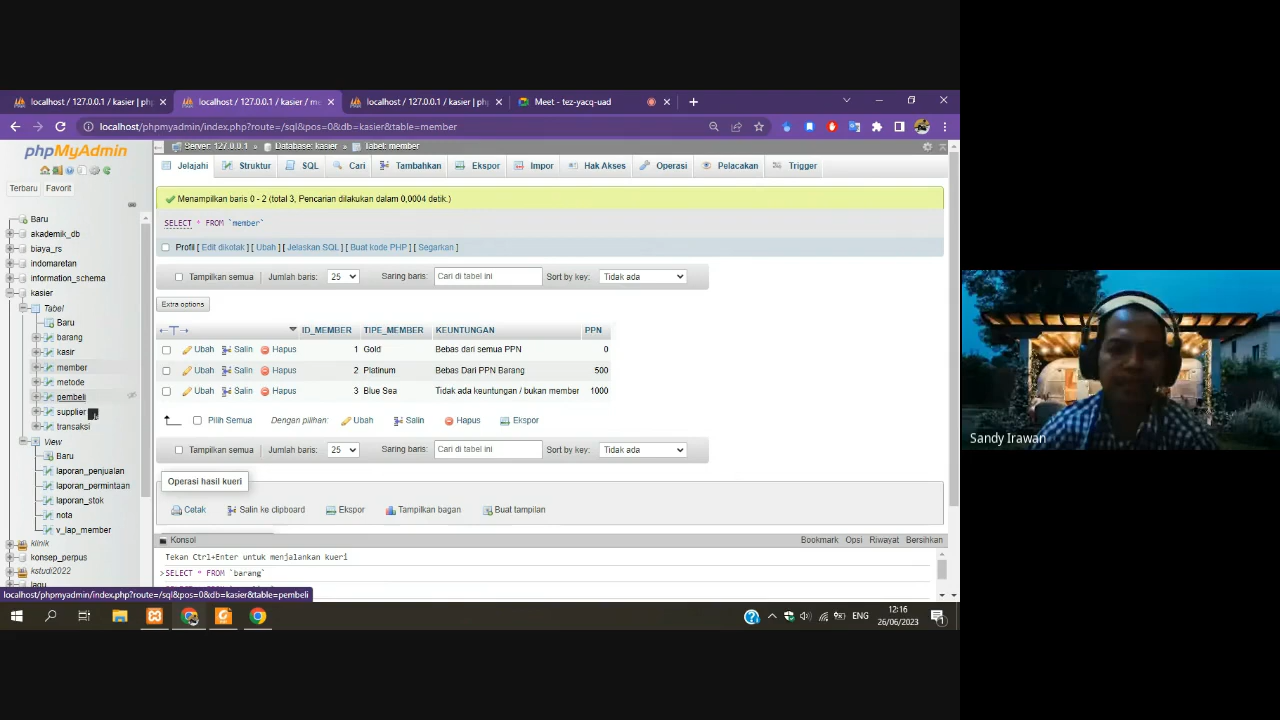 localhost / 127.0.0.1 / kasier | ph
localhost / 127.0.0.1 / kasier / m
localhost / 127.0.0.1 / kasier | ph
Meet - tez-yacq-uad
localhost/phpmyadmin/index.php?route=/sql&pos=0&db=kasier&table=member
phpMyAdmin
Terbaru Favorit
Baru
akademik_db
biaya_rs
indomaretan
information_schema
kasier
Tabel
Baru
barang
kasir
member
metode
pembeli
supplier
transaksi
View
Baru
laporan_penjualan
laporan_permintaan
laporan_stok
nota
v_lap_member
klinik
konsep_perpus
kstudi2022
lagu
Server: 127.0.0.1 » Database: kasier » Tabel: member
Jelajahi Struktur SQL Cari Tambahkan Ekspor Impor Hak Akses Operasi Pelacakan Trigger
Menampilkan baris 0 - 2 (total 3, Pencarian dilakukan dalam 0,0004 detik.)
SELECT * FROM `member`
Profil [ Edit dikotak ] [ Ubah ] [ Jelaskan SQL ] [ Buat kode PHP ] [ Segarkan ]
Tampilkan semua Jumlah baris: 25 Saring baris: Cari di tabel ini Sort by key: Tidak ada
Extra options
ID_MEMBER TIPE_MEMBER KEUNTUNGAN PPN
Ubah Salin Hapus 1 Gold Bebas dari semua PPN 0
Ubah Salin Hapus 2 Platinum Bebas Dari PPN Barang 500
Ubah Salin Hapus 3 Blue Sea Tidak ada keuntungan / bukan member 1000
Pilih Semua Dengan pilihan: Ubah Salin Hapus Ekspor
Tampilkan semua Jumlah baris: 25 Saring baris: Cari di tabel ini Sort by key: Tidak ada
Operasi hasil kueri
Cetak Salin ke clipboard Ekspor Tampilkan bagan Buat tampilan
Konsol Bookmark Opsi Riwayat Bersihkan
Tekan Ctrl+Enter untuk menjalankan kueri
>SELECT * FROM `barang`
localhost/phpmyadmin/index.php?route=/sql&pos=0&db=kasier&table=pembeli
ENG
12:16
26/06/2023
1
Sandy Irawan